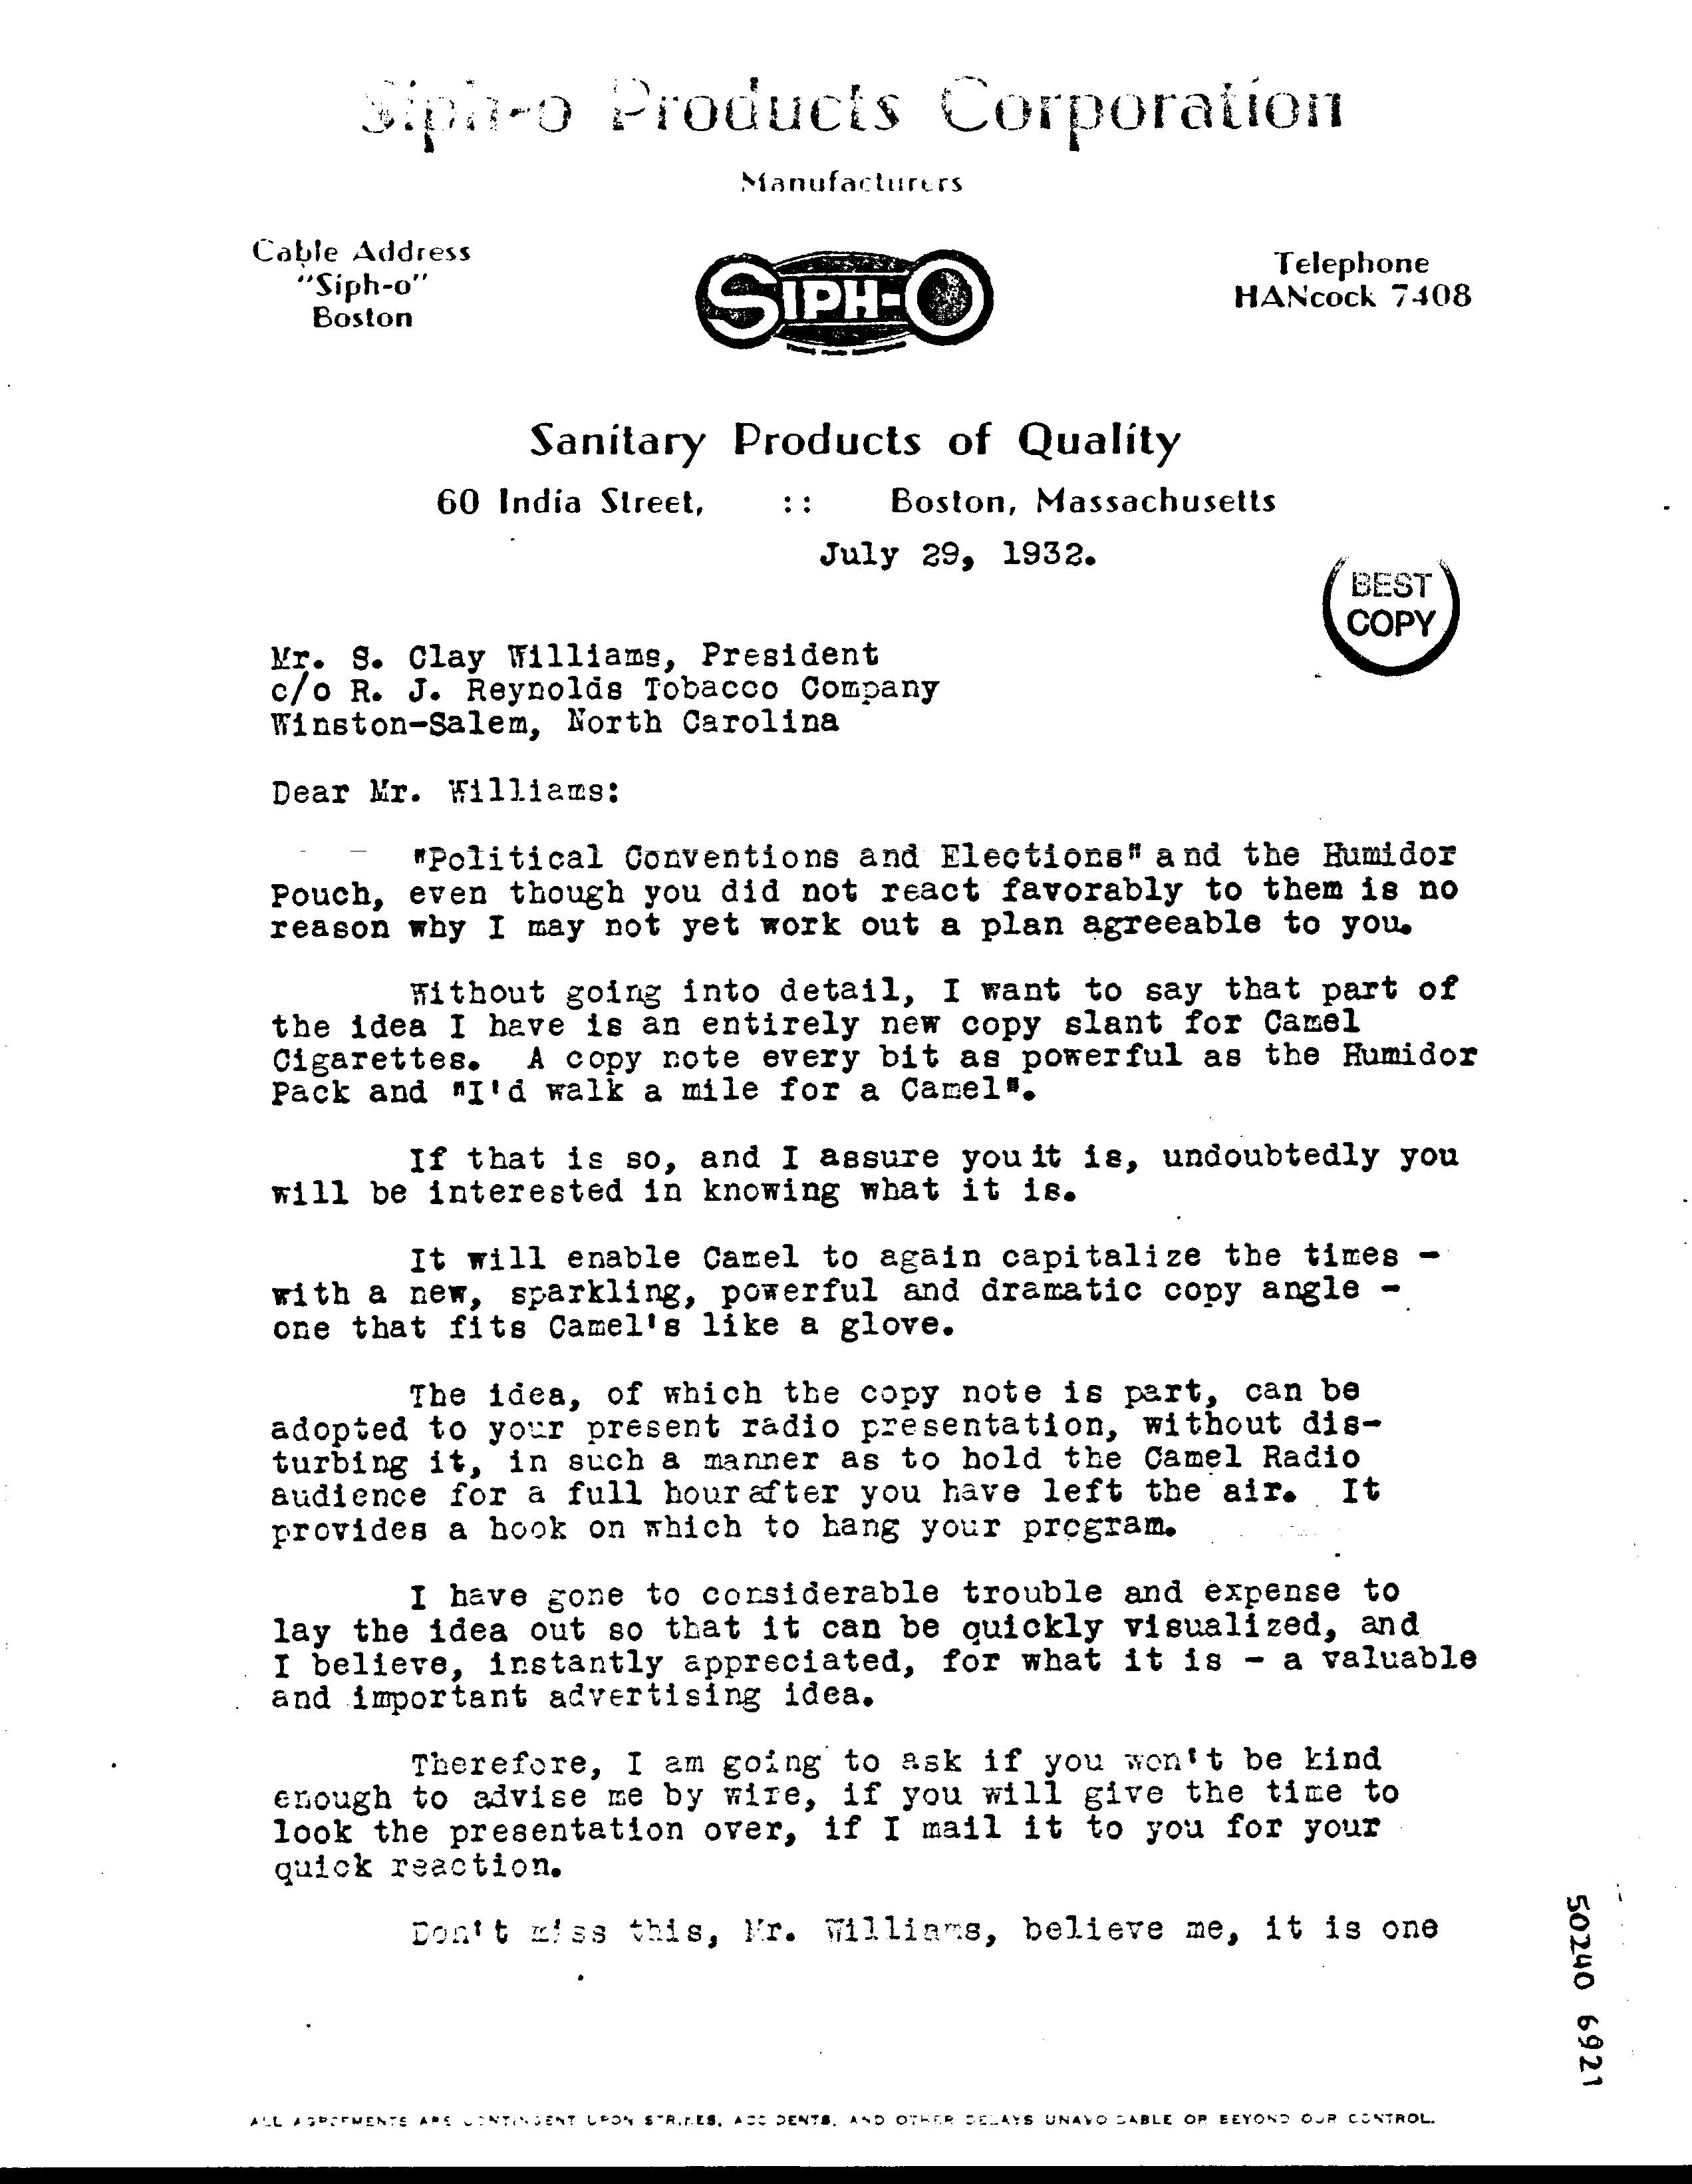 Siph-o Products Corporation
Manufacturers
Cable Address
"Siph-o"
Boston
SIPH-O
Telephone
HANcock 7408
Sanitary Products of Quality
60 India Street, :: Boston, Massachusetts
July 29, 1932.
BEST
COPY
Mr. S. Clay Williams, President
c/o R. J. Reynolds Tobacco Company
Winston-Salem, North Carolina
Dear Mr. Williams:
"Political Conventions and Elections" and the Humidor
Pouch, even though you did not react favorably to them is no
reason why I may not yet work out a plan agreeable to you.
Without going into detail, I want to say that part of
the idea I have is an entirely new copy slant for Camel
Cigarettes. A copy note every bit as powerful as the Humidor
Pack and "I'd walk a mile for a Camel".
If that is so, and I assure you it is, undoubtedly you
will be interested in knowing what it is.
It will enable Camel to again capitalize the times -
with a new, sparkling, powerful and dramatic copy angle -
one that fits Camel's like a glove.
The idea, of which the copy note is part, can be
adopted to your present radio presentation, without dis-
turbing it, in such a manner as to hold the Camel Radio
audience for a full hour after you have left the air. It
provides a hook on which to hang your program.
I have gone to considerable trouble and expense to
lay the idea out so that it can be quickly visualized, and
I believe, instantly appreciated, for what it is - a valuable
and important advertising idea.
Therefore, I am going to ask if you won't be kind
enough to advise me by wire, if you will give the time to
look the presentation over, if I mail it to you for your
quick reaction.
Don't miss this, Mr. Williams, believe me, it is one
50240 6921
ALL AGREEMENTS ARE CONTINGENT UPON STRIKES, ACCIDENTS, AND OTHER DELAYS UNAVOIDABLE OR BEYOND OUR CONTROL.